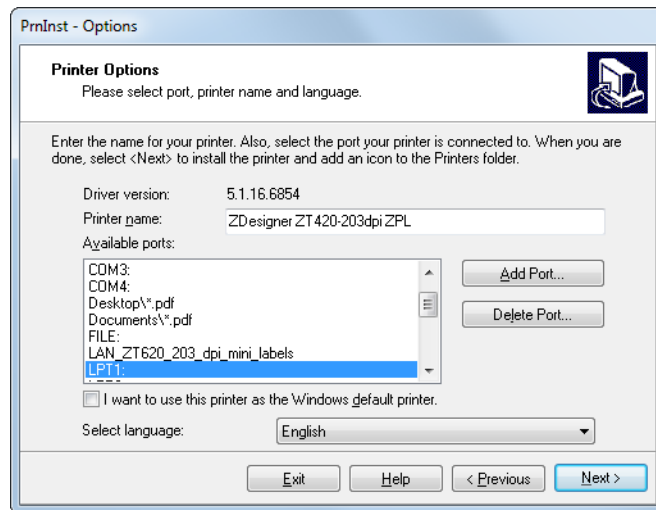 PrnInst - Options
Printer Options
Please select port, printer name and language.
Enter the name for your printer. Also, select the port your printer is connected to. When you are
done, select <Next> to install the printer and add an icon to the Printers folder.
Driver version: 5.1.16.6854
Printer name: ZDesigner ZT420-203dpi ZPL
Available ports:
COM3:
COM4:
Desktop\*.pdf
Documents\*.pdf
FILE:
LAN_ZT620_203_dpi_mini_labels
LPT1:
Add Port...
Delete Port...
I want to use this printer as the Windows default printer.
Select language: English
Exit Help < Previous Next >